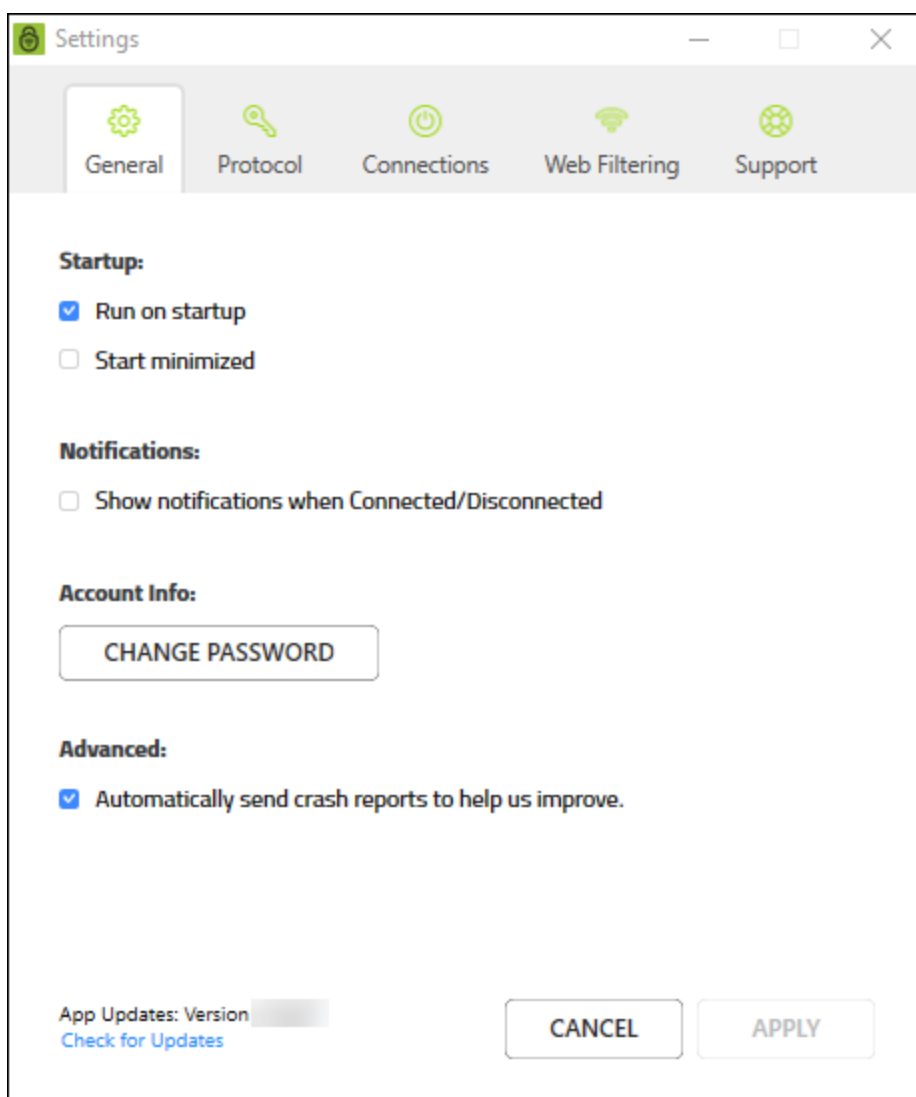 Settings
General
Protocol
Connections
Web Filtering
Support
Startup:
Run on startup
Start minimized
Notifications:
Show notifications when Connected/Disconnected
Account Info:
CHANGE PASSWORD
Advanced:
Automatically send crash reports to help us improve.
App Updates: Version
Check for Updates
CANCEL
APPLY